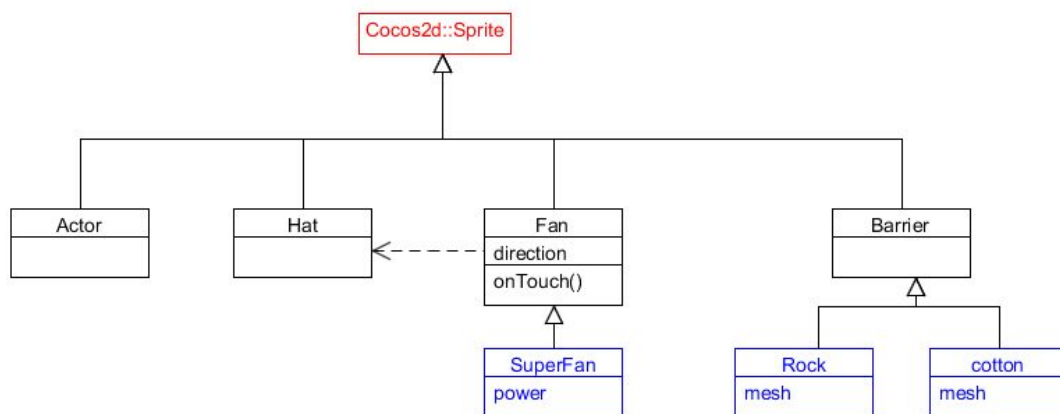 Cocos2d::Sprite
Actor
Hat
Fan
direction
onTouch()
Barrier
SuperFan
power
Rock
mesh
cotton
mesh